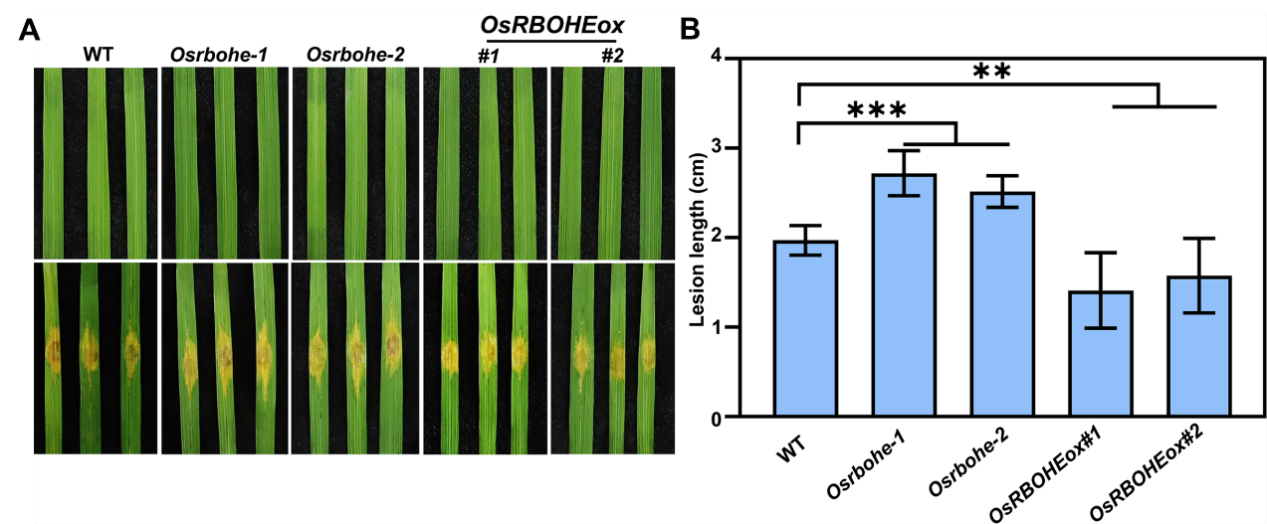 A
OsRBOHEox
WT
Osrbohe-1
Osrbohe-2
#1
#2
B
**
***
Lesion length (cm)
4
3
2
1
0
WT
Osrbohe-1
Osrbohe-2
OsRBOHEox#1
OsRBOHEox#2